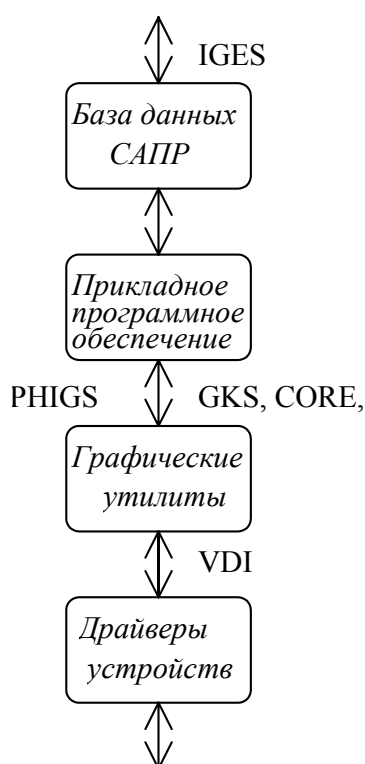 IGES
База данных
САПР
Прикладное
программное
обеспечение
PHIGS GKS, CORE,
Графические
утилиты
VDI
Драйверы
устройств